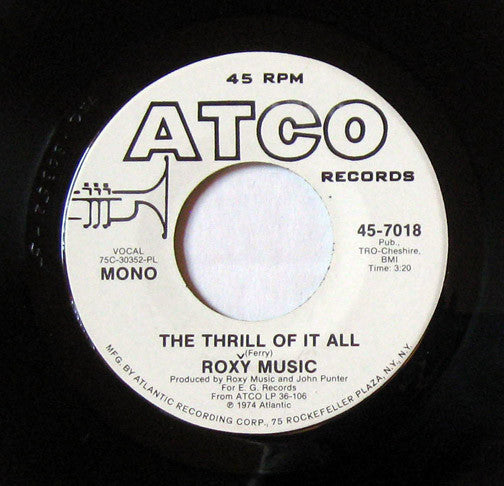 45 RPM
ATCO
RECORDS
45-7018
Pub.,
TRO-Cheshire,
BMI
Time: 3:20
VOCAL
75C-30352-PL
MONO
THE THRILL OF IT ALL
(Ferry)
ROXY MUSIC
Produced by Roxy Music and John Punter
For E. G. Records
From ATCO LP 36-106
℗ 1974 Atlantic
MFG. BY ATLANTIC RECORDING CORP., 75 ROCKEFELLER PLAZA, N.Y., N.Y.